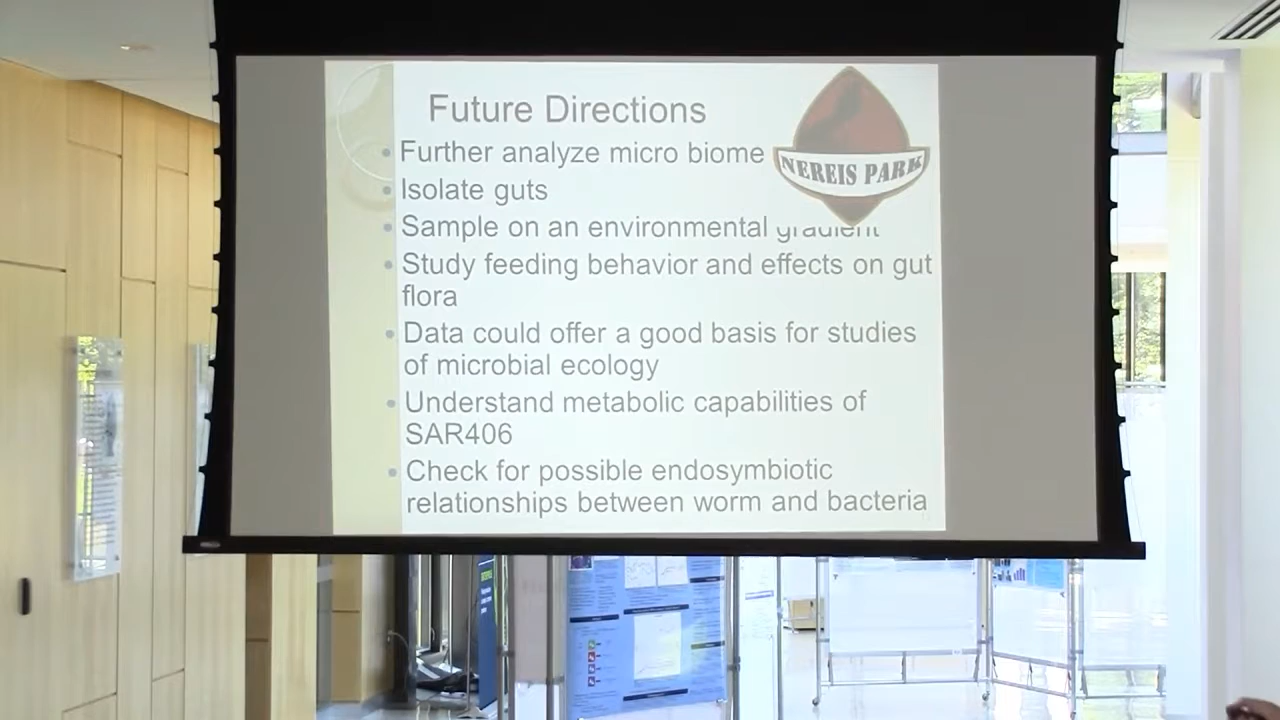 Future Directions
NEREIS PARK
Further analyze micro biome
Isolate guts
Sample on an environmental gradient
Study feeding behavior and effects on gut
flora
Data could offer a good basis for studies
of microbial ecology
Understand metabolic capabilities of
SAR406
Check for possible endosymbiotic
relationships between worm and bacteria